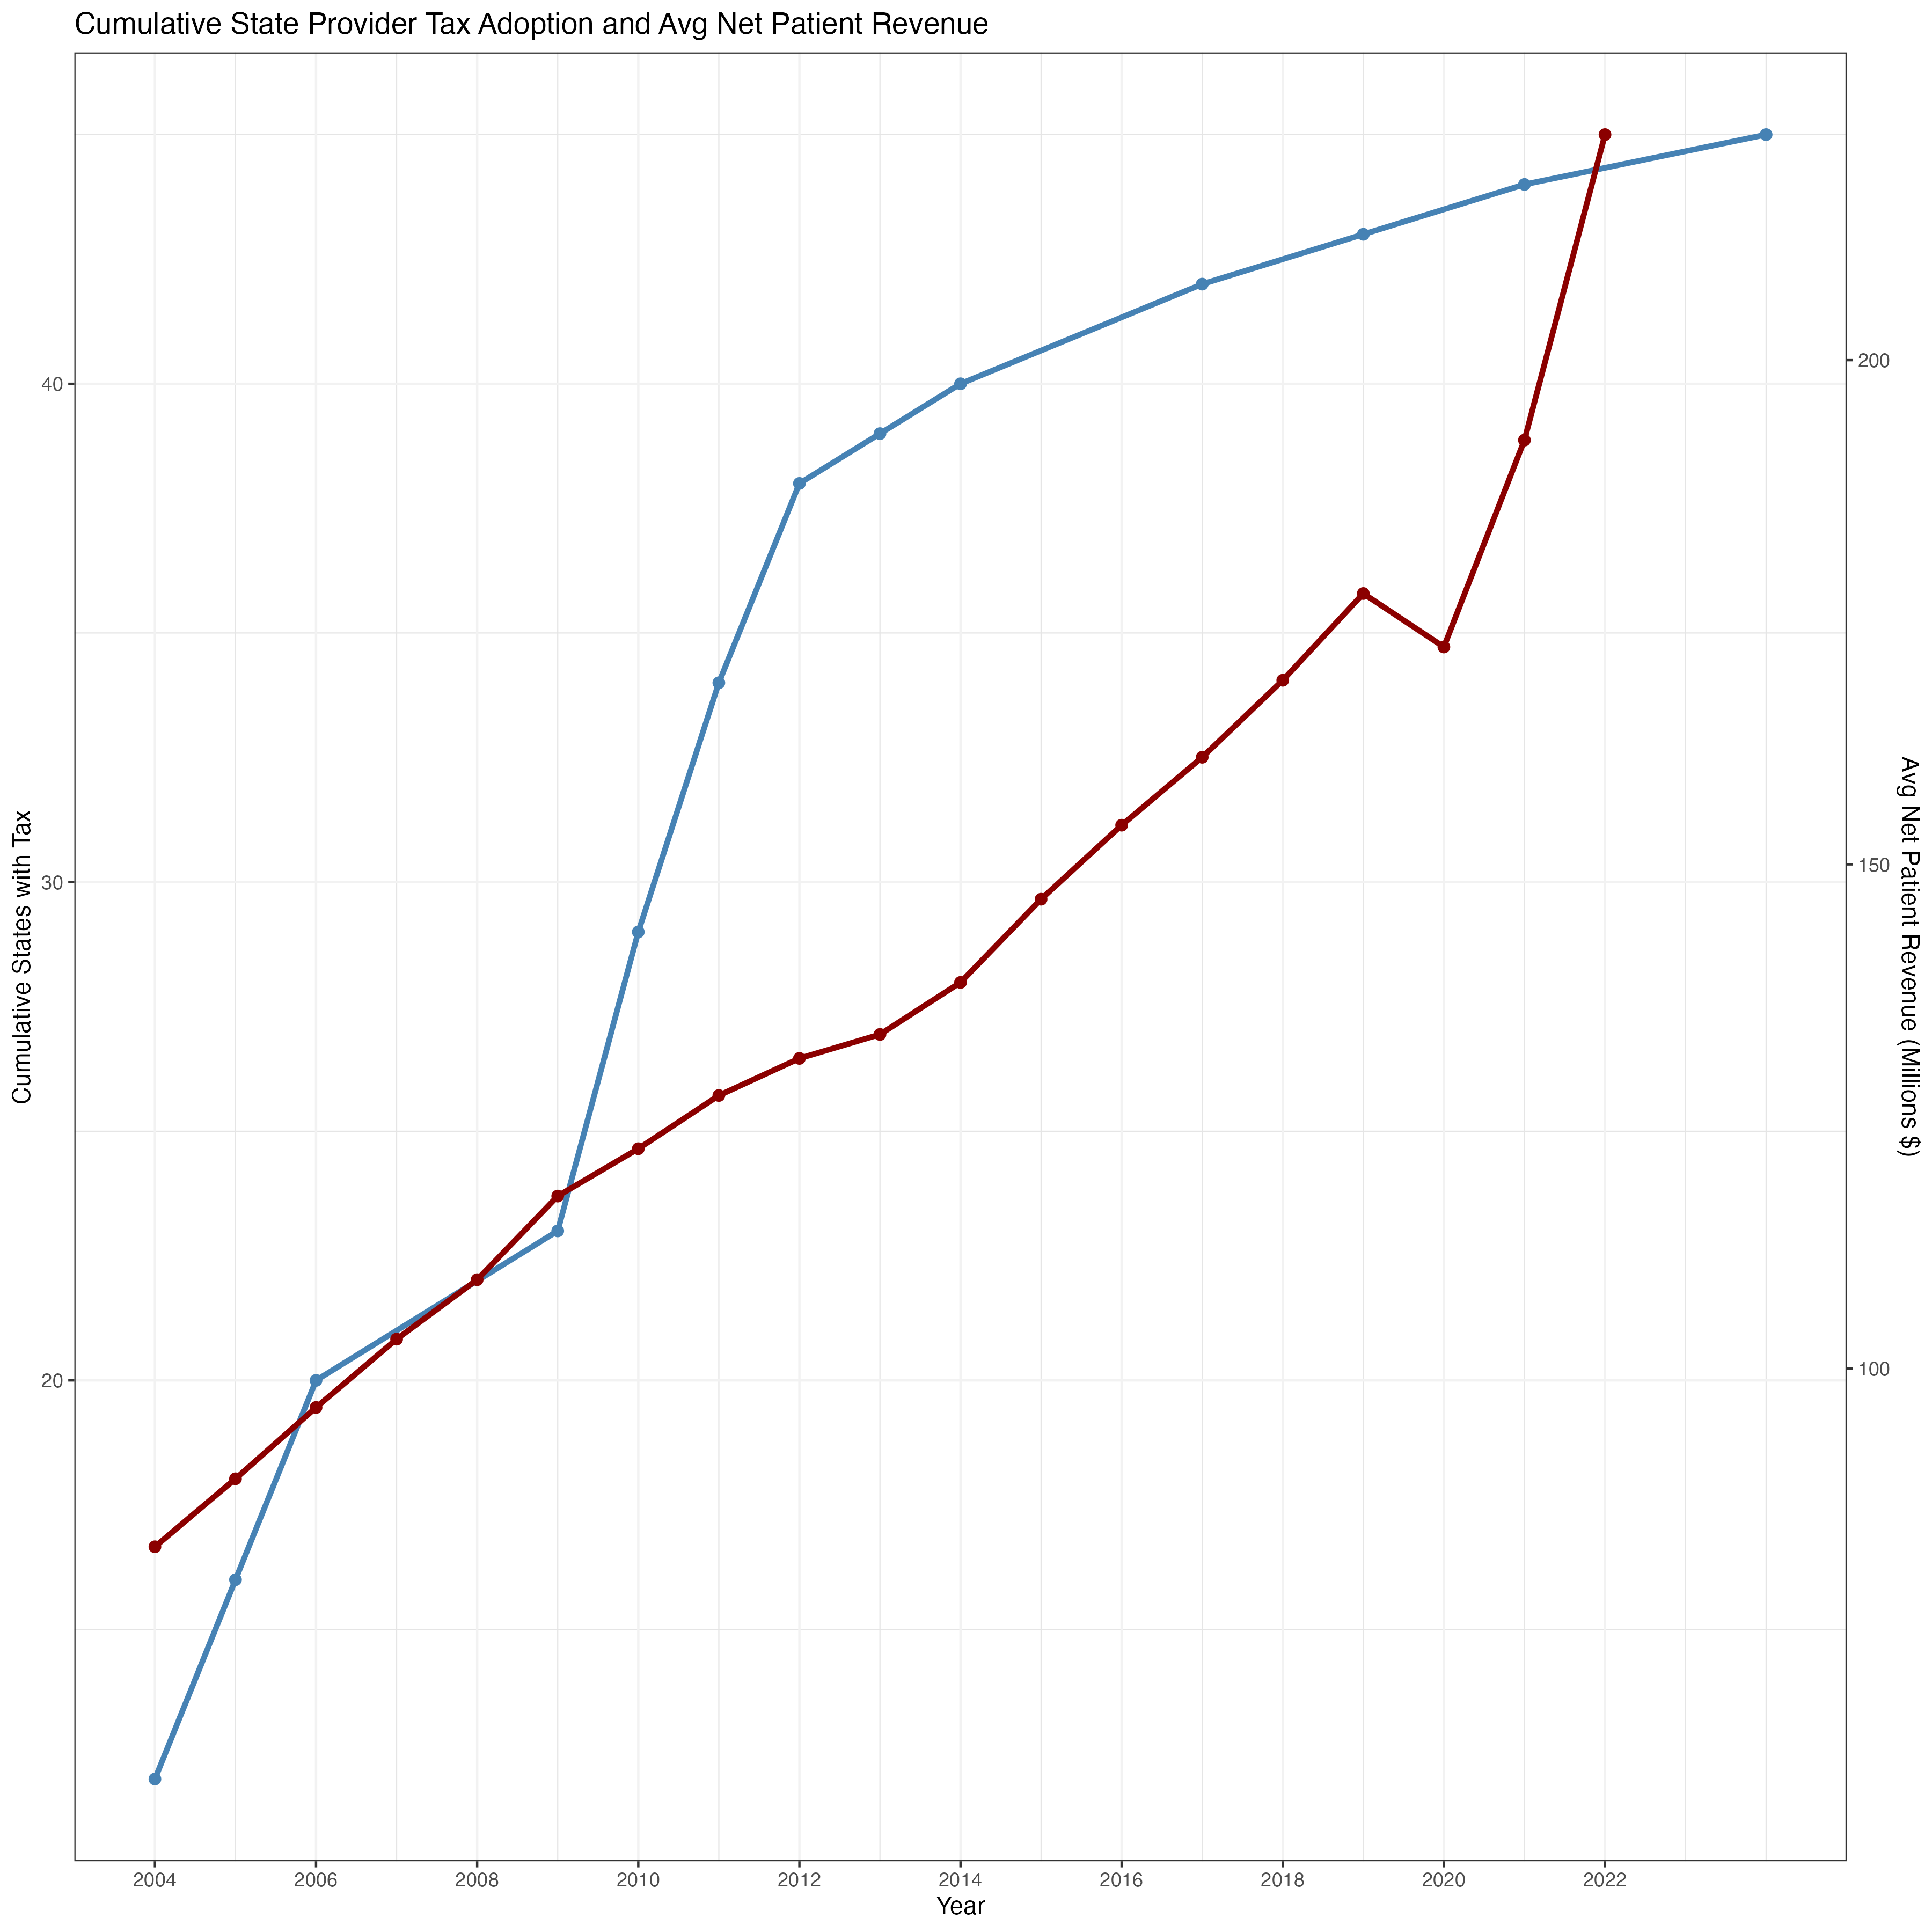 Cumulative State Provider Tax Adoption and Avg Net Patient Revenue
Cumulative States with Tax
40
30
20
200
150
100
Avg Net Patient Revenue (Millions $)
2004 2006 2008 2010 2012 2014 2016 2018 2020 2022
Year